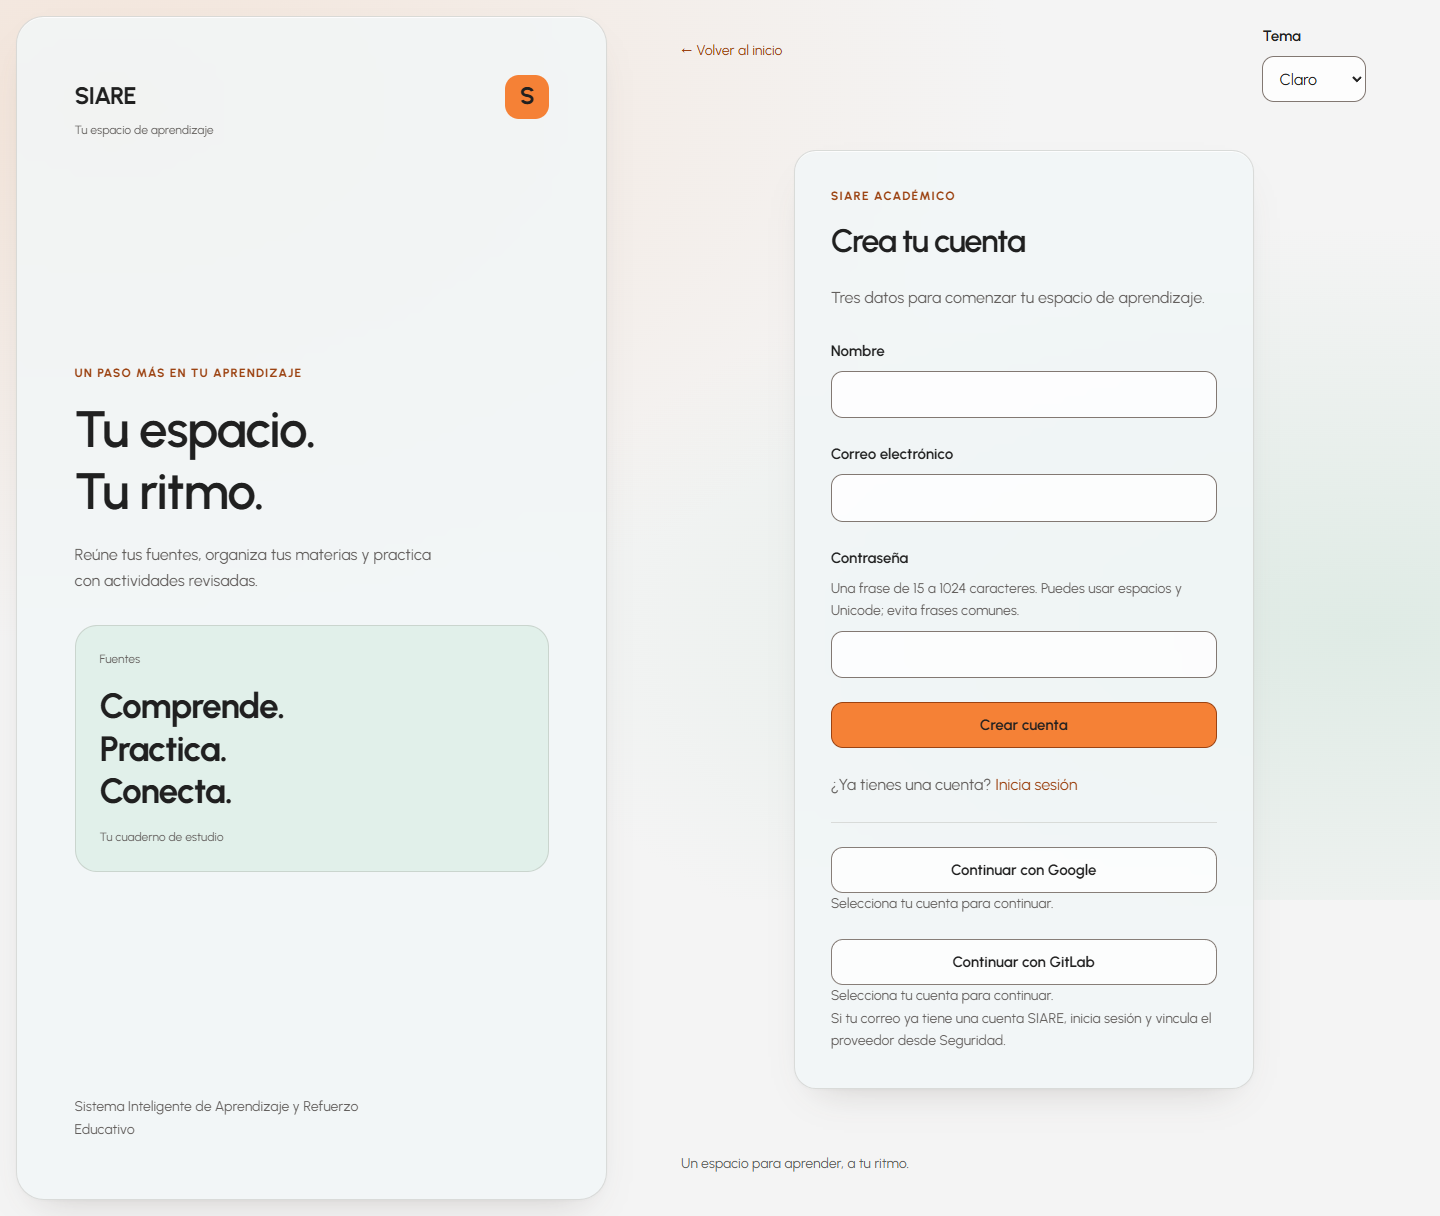 SIARE
S
Tu espacio de aprendizaje
UN PASO MÁS EN TU APRENDIZAJE
Tu espacio.
Tu ritmo.
Reúne tus fuentes, organiza tus materias y practica
con actividades revisadas.
Fuentes
Comprende.
Practica.
Conecta.
Tu cuaderno de estudio
Sistema Inteligente de Aprendizaje y Refuerzo
Educativo
← Volver al inicio
Tema
Claro
SIARE ACADÉMICO
Crea tu cuenta
Tres datos para comenzar tu espacio de aprendizaje.
Nombre
Correo electrónico
Contraseña
Una frase de 15 a 1024 caracteres. Puedes usar espacios y
Unicode; evita frases comunes.
Crear cuenta
¿Ya tienes una cuenta? Inicia sesión
Continuar con Google
Selecciona tu cuenta para continuar.
Continuar con GitLab
Selecciona tu cuenta para continuar.
Si tu correo ya tiene una cuenta SIARE, inicia sesión y vincula el
proveedor desde Seguridad.
Un espacio para aprender, a tu ritmo.